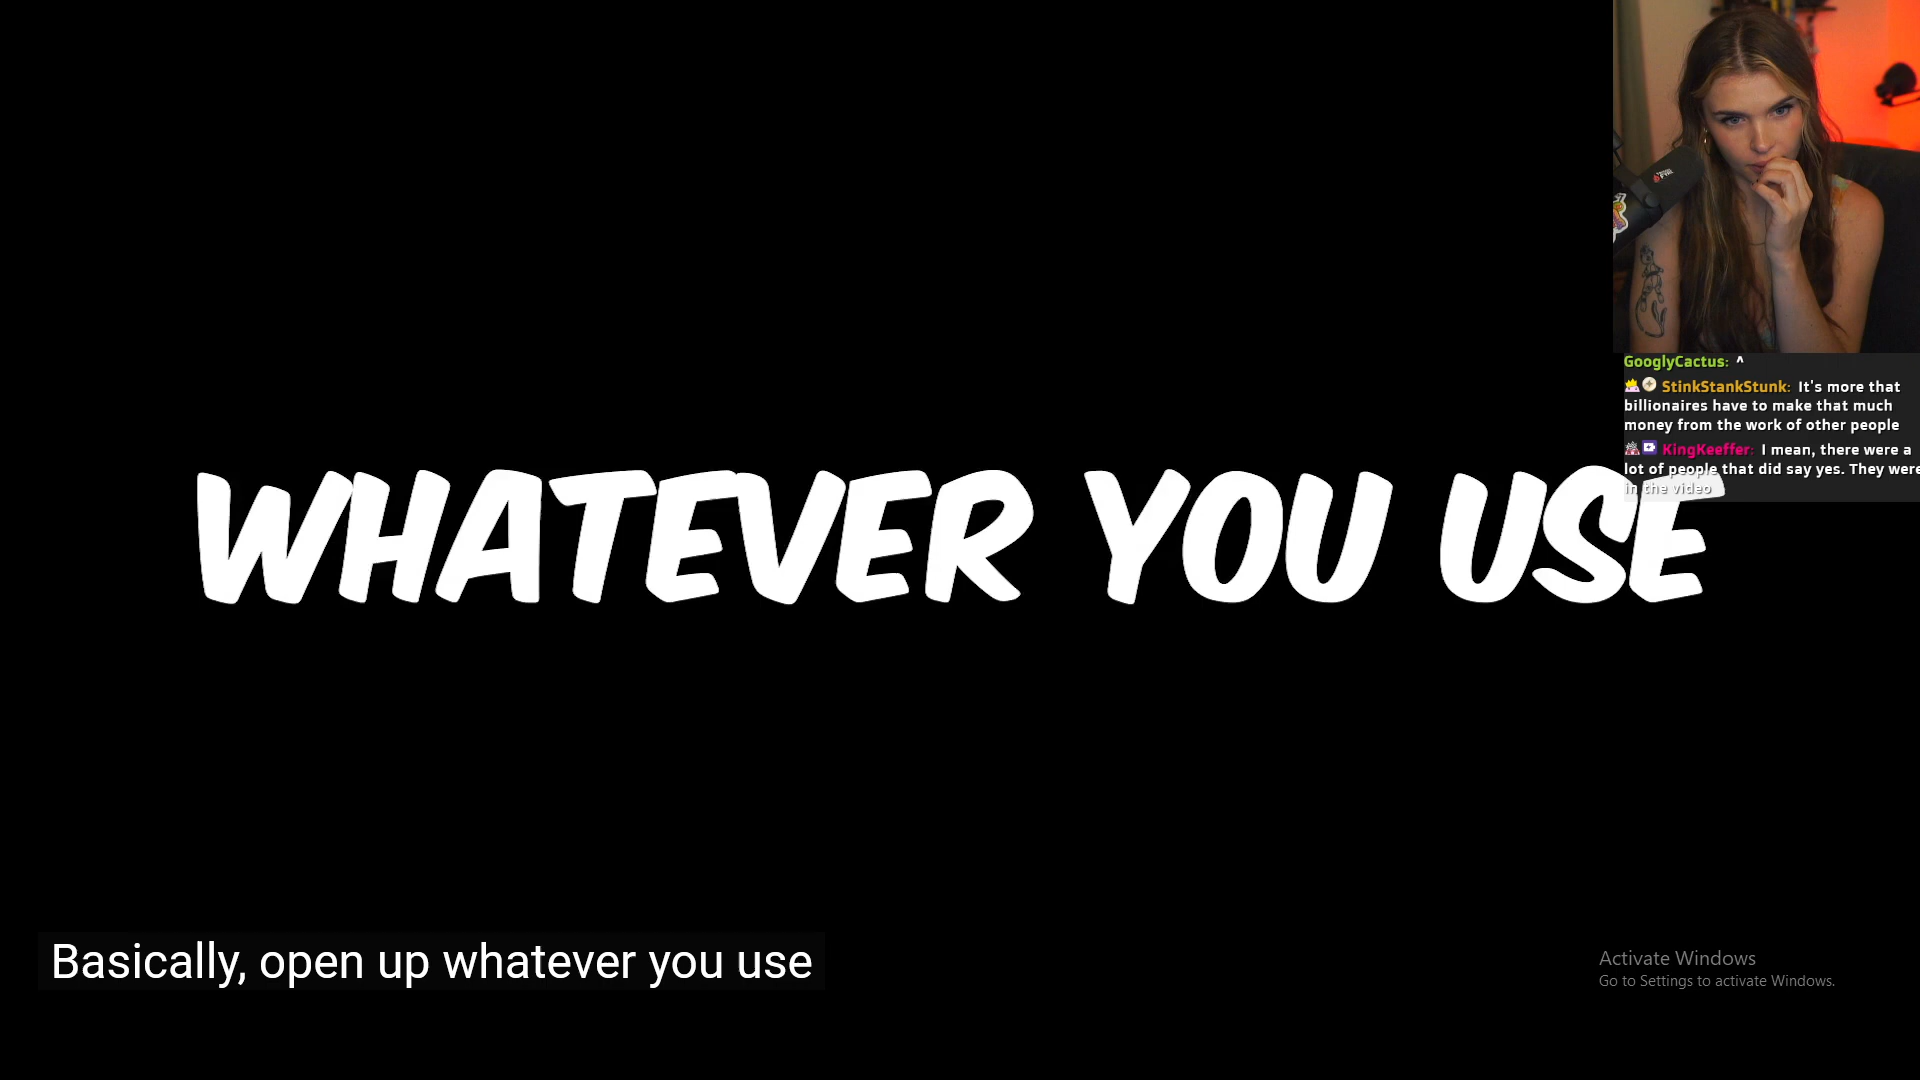 GooglyCactus: ^
StinkStankStunk: It's more that
billionaires have to make that much
money from the work of other people
KingKeeffer: I mean, there were a
lot of people that did say yes. They were
in the video
WHATEVER YOU USE
Basically, open up whatever you use
Activate Windows
Go to Settings to activate Windows.